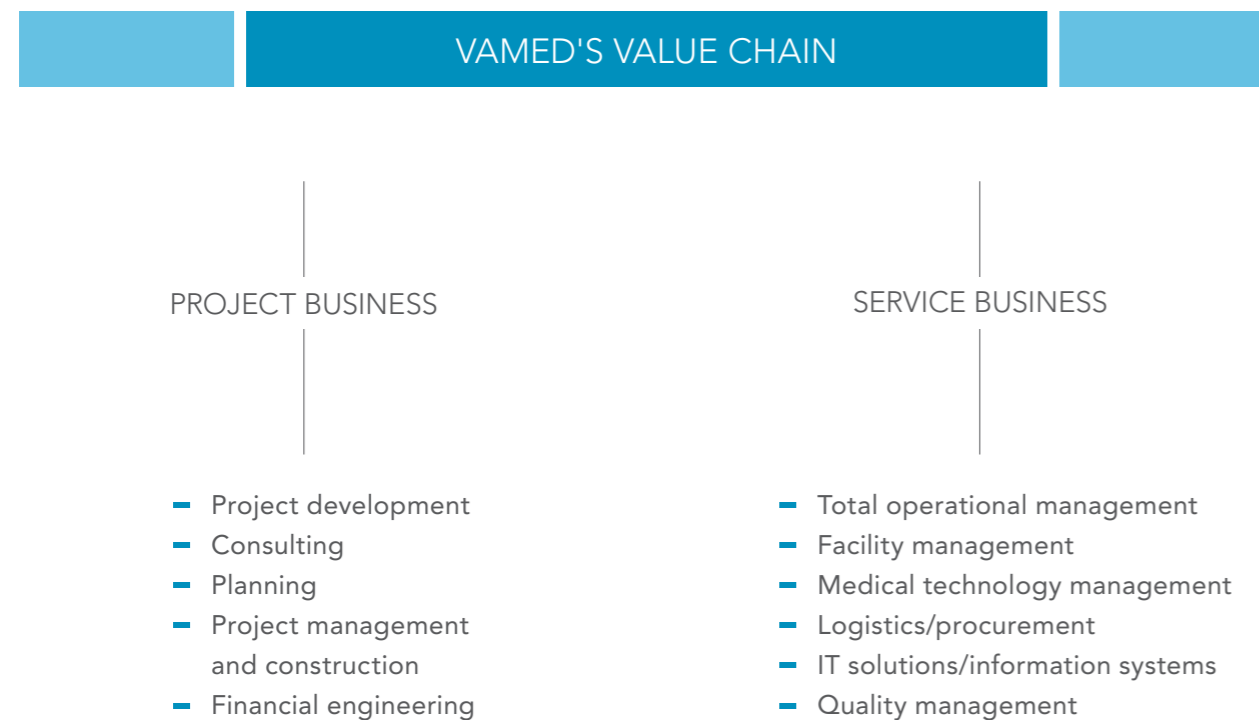 VAMED'S VALUE CHAIN
PROJECT BUSINESS
Project development
Consulting
Planning
Project management
and construction
Financial engineering
SERVICE BUSINESS
Total operational management
Facility management
Medical technology management
Logistics/procurement
IT solutions/information systems
Quality management